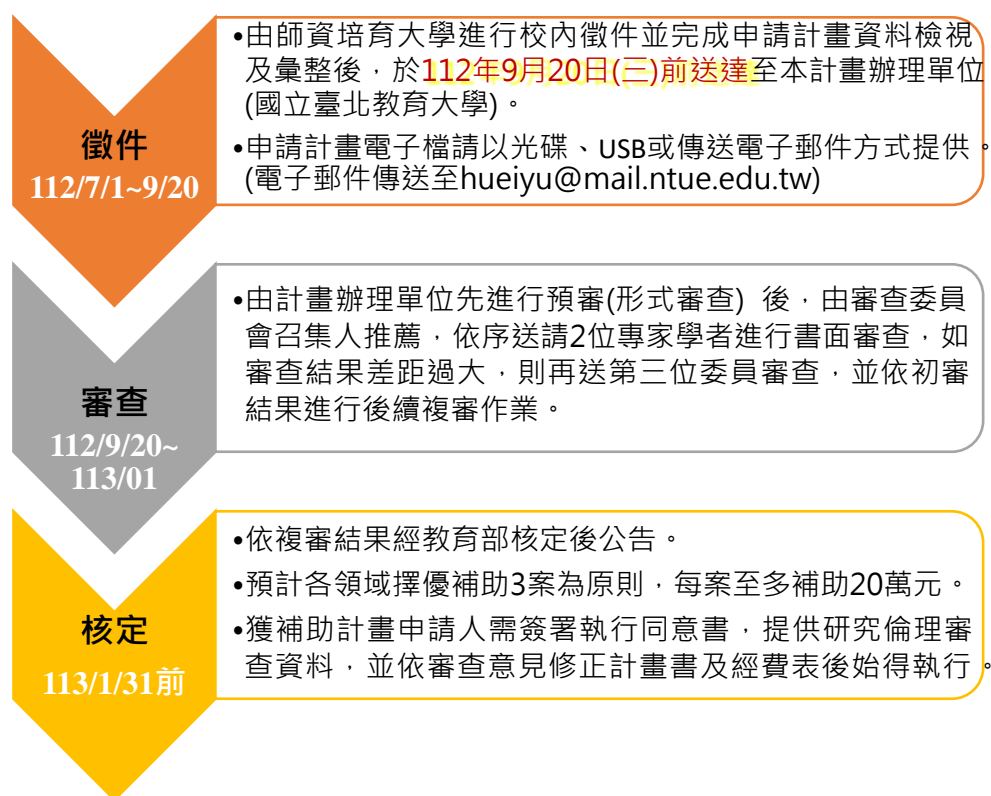 徵件
112/7/1~9/20
•由師資培育大學進行校內徵件並完成申請計畫資料檢視
及彙整後，於112年9月20日(三)前送達至本計畫辦理單位
(國立臺北教育大學)。
•申請計畫電子檔請以光碟、USB或傳送電子郵件方式提供。
(電子郵件傳送至hueiyu@mail.ntue.edu.tw)
審查
112/9/20~
113/01
•由計畫辦理單位先進行預審(形式審查) 後，由審查委員
會召集人推薦，依序送請2位專家學者進行書面審查，如
審查結果差距過大，則再送第三位委員審查，並依初審
結果進行後續複審作業。
核定
113/1/31前
•依複審結果經教育部核定後公告。
•預計各領域擇優補助3案為原則，每案至多補助20萬元。
•獲補助計畫申請人需簽署執行同意書，提供研究倫理審
查資料，並依審查意見修正計畫書及經費表後始得執行。